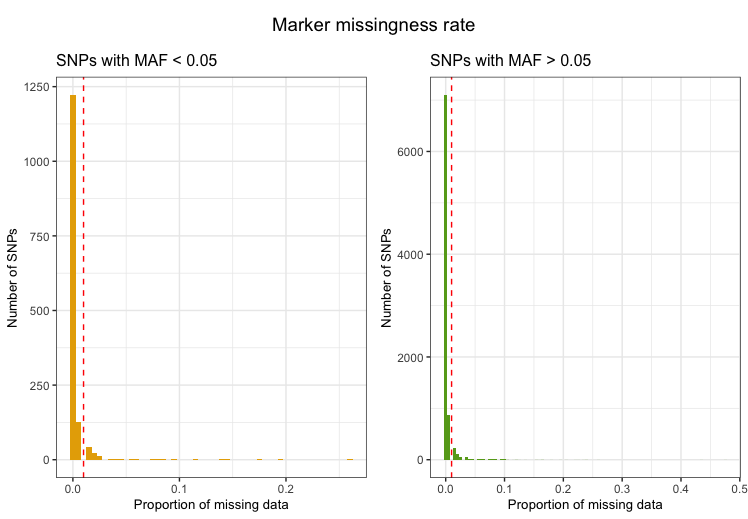 Marker missingness rate
SNPs with MAF < 0.05
Number of SNPs
1250
1000
750
500
250
0
0.0 0.1 0.2
Proportion of missing data
SNPs with MAF > 0.05
Number of SNPs
6000
4000
2000
0
0.0 0.1 0.2 0.3 0.4 0.5
Proportion of missing data